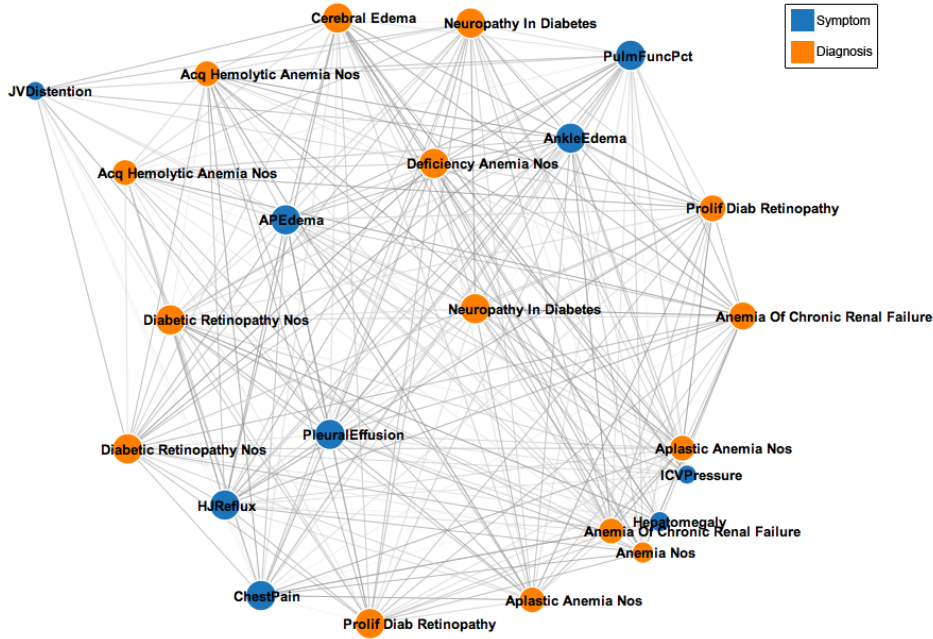 Cerebral Edema
Neuropathy In Diabetes
Symptom
Diagnosis
PulmFuncPct
Acq Hemolytic Anemia Nos
JVDistention
AnkleEdema
Deficiency Anemia Nos
Acq Hemolytic Anemia Nos
Prolif Diab Retinopathy
APEdema
Neuropathy In Diabetes
Anemia Of Chronic Renal Failure
Diabetic Retinopathy Nos
PleuralEffusion
Diabetic Retinopathy Nos
Aplastic Anemia Nos
ICVPressure
HJReflux
Hepatomegaly
Anemia Of Chronic Renal Failure
Anemia Nos
ChestPain
Aplastic Anemia Nos
Prolif Diab Retinopathy